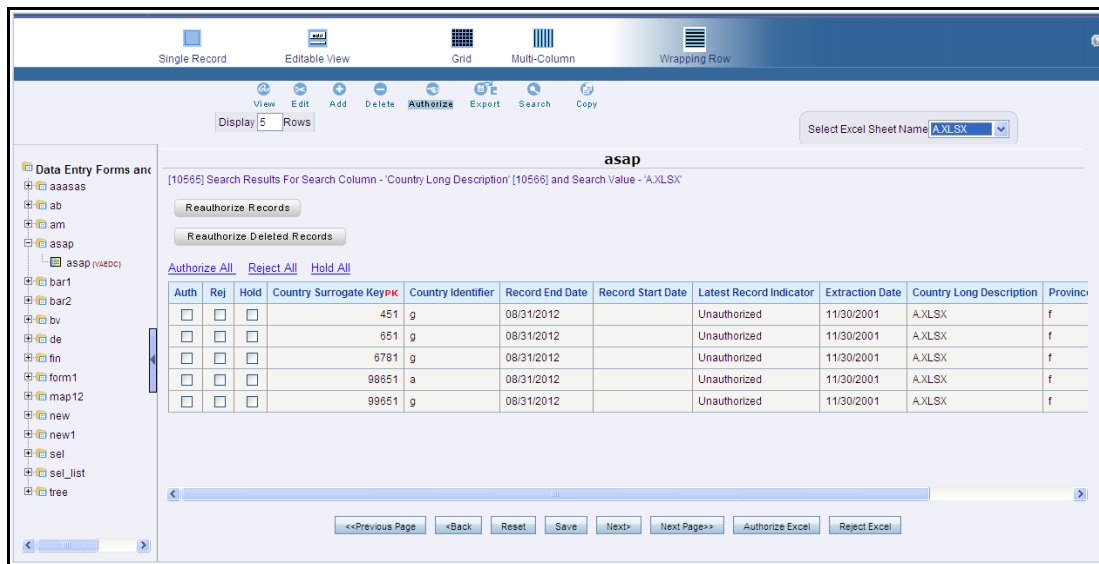 Single Record Editable View Grid Multi-Column Wrapping Row
View Edit Add Delete Authorize Export Search Copy
Display 5 Rows
Select Excel Sheet Name A.XLSX
asap
[10565] Search Results For Search Column - 'Country Long Description' [10566] and Search Value - 'A.XLSX'
Reauthorize Records
Reauthorize Deleted Records
Authorize All Reject All Hold All
Data Entry Forms and
aaasas
ab
am
asap
asap (VAEDC)
bar1
bar2
bv
de
fin
form1
map12
new
new1
sel
sel_list
tree
Auth Rej Hold Country Surrogate KeyPK Country Identifier Record End Date Record Start Date Latest Record Indicator Extraction Date Country Long Description Province
451 g 08/31/2012 Unauthorized 11/30/2001 A.XLSX f
651 g 08/31/2012 Unauthorized 11/30/2001 A.XLSX f
6781 g 08/31/2012 Unauthorized 11/30/2001 A.XLSX f
98651 a 08/31/2012 Unauthorized 11/30/2001 A.XLSX f
99651 g 08/31/2012 Unauthorized 11/30/2001 A.XLSX f
<<Previous Page <Back Reset Save Next> Next Page>> Authorize Excel Reject Excel